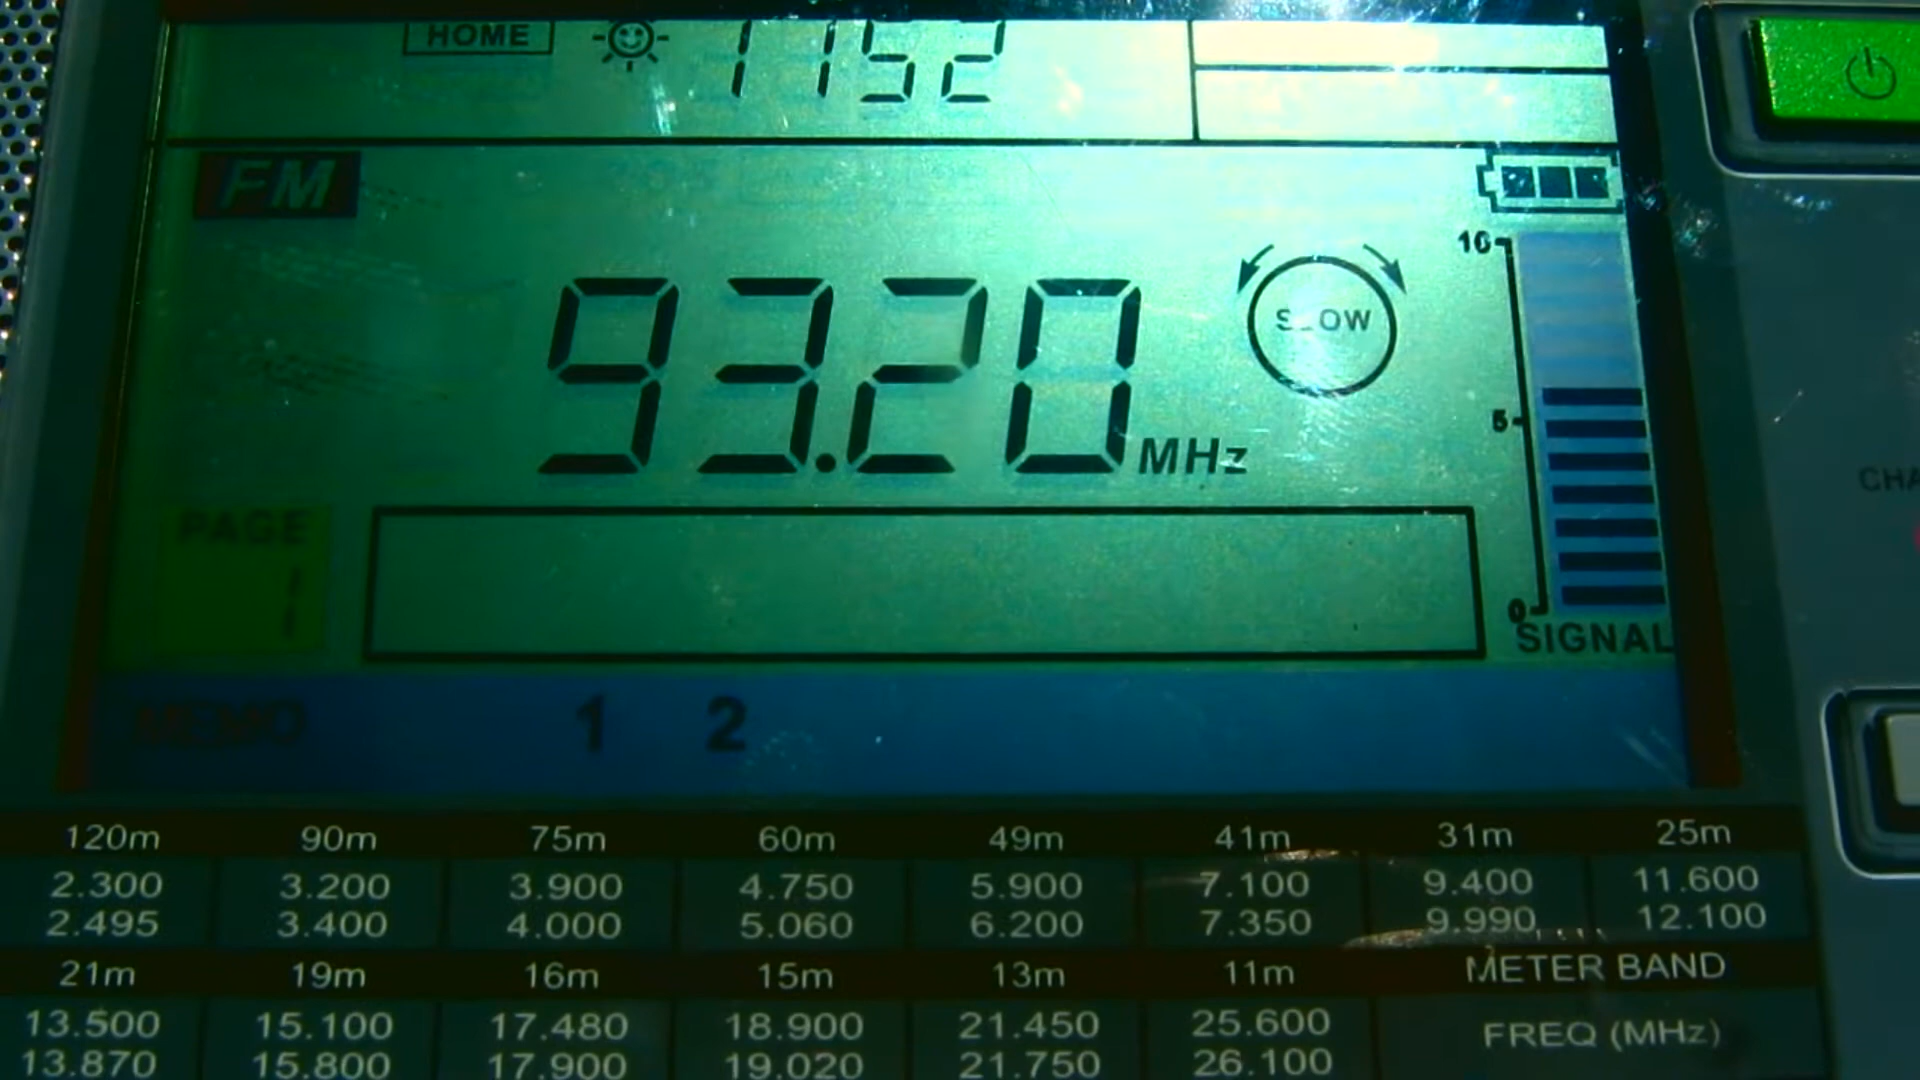 HOME 1152
FM
93.20 MHz
SLOW
10
5
0
SIGNAL
PAGE
1
MEMO 1 2
120m 90m 75m 60m 49m 41m 31m 25m
2.300 3.200 3.900 4.750 5.900 7.100 9.400 11.600
2.495 3.400 4.000 5.060 6.200 7.350 9.990 12.100
21m 19m 16m 15m 13m 11m METER BAND
13.500 15.100 17.480 18.900 21.450 25.600 FREQ (MHz)
13.870 15.800 17.900 19.020 21.750 26.100